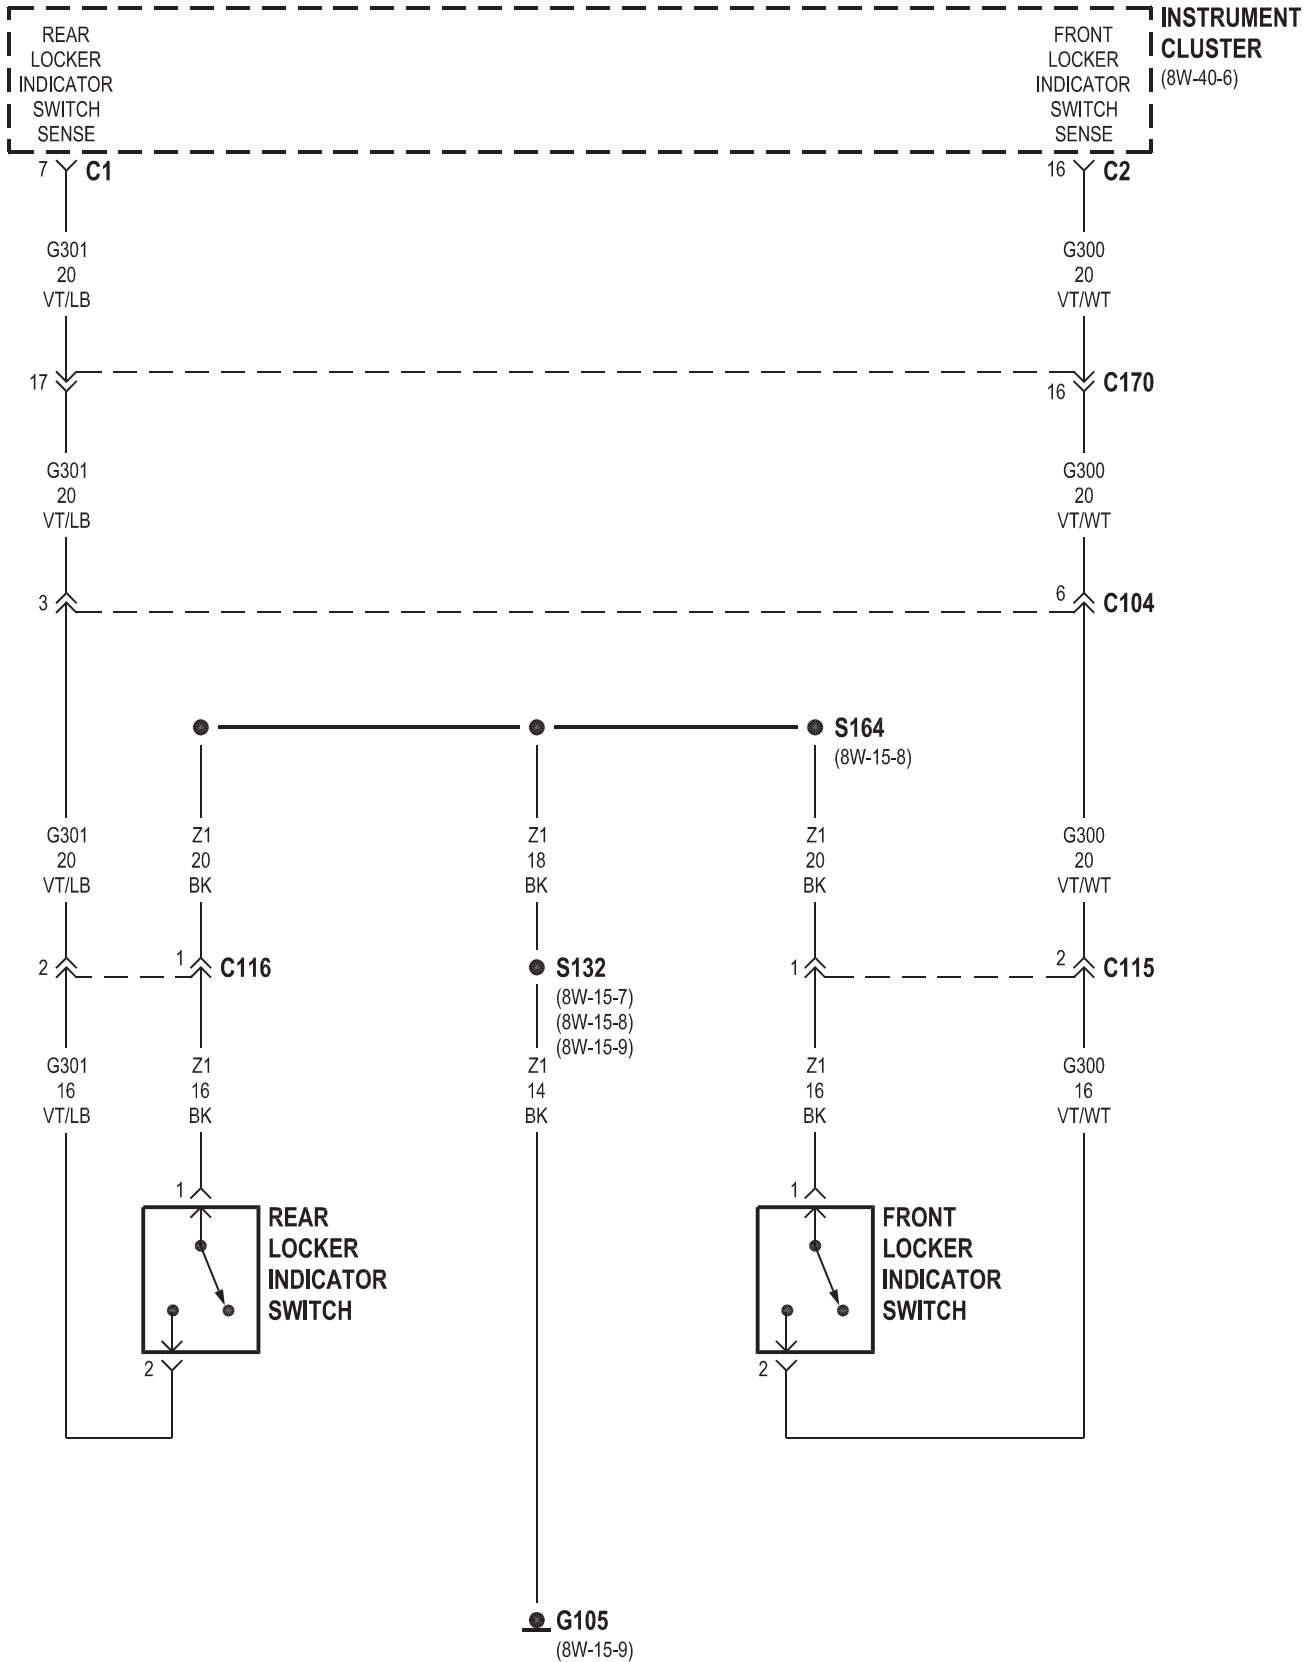 INSTRUMENT
CLUSTER
(8W-40-6)
REAR
LOCKER
INDICATOR
SWITCH
SENSE
FRONT
LOCKER
INDICATOR
SWITCH
SENSE
7 C1
16 C2
G301
20
VT/LB
G300
20
VT/WT
17
16 C170
G301
20
VT/LB
G300
20
VT/WT
3
6 C104
S164
(8W-15-8)
G301
20
VT/LB
Z1
20
BK
Z1
18
BK
Z1
20
BK
G300
20
VT/WT
2
1 C116
S132
(8W-15-7)
(8W-15-8)
(8W-15-9)
1
2 C115
G301
16
VT/LB
Z1
16
BK
Z1
14
BK
Z1
16
BK
G300
16
VT/WT
1
REAR
LOCKER
INDICATOR
SWITCH
2
1
FRONT
LOCKER
INDICATOR
SWITCH
2
G105
(8W-15-9)